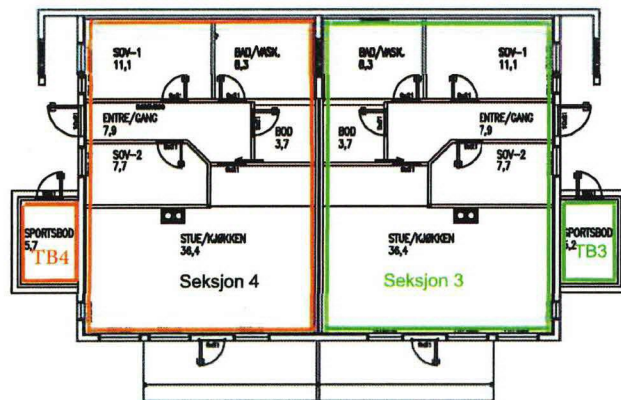 SOV-1
11,1
BAD/VASK.
8,3
BAD/VASK.
8,3
SOV-1
11,1
ENTRE/GANG
7,9
BOD
3,7
BOD
3,7
ENTRE/GANG
7,9
SOV-2
7,7
SOV-2
7,7
SPORTSBOD
5,7
TB4
STUE/KJØKKEN
36,4
Seksjon 4
STUE/KJØKKEN
36,4
Seksjon 3
SPORTSBOD
5,2
TB3